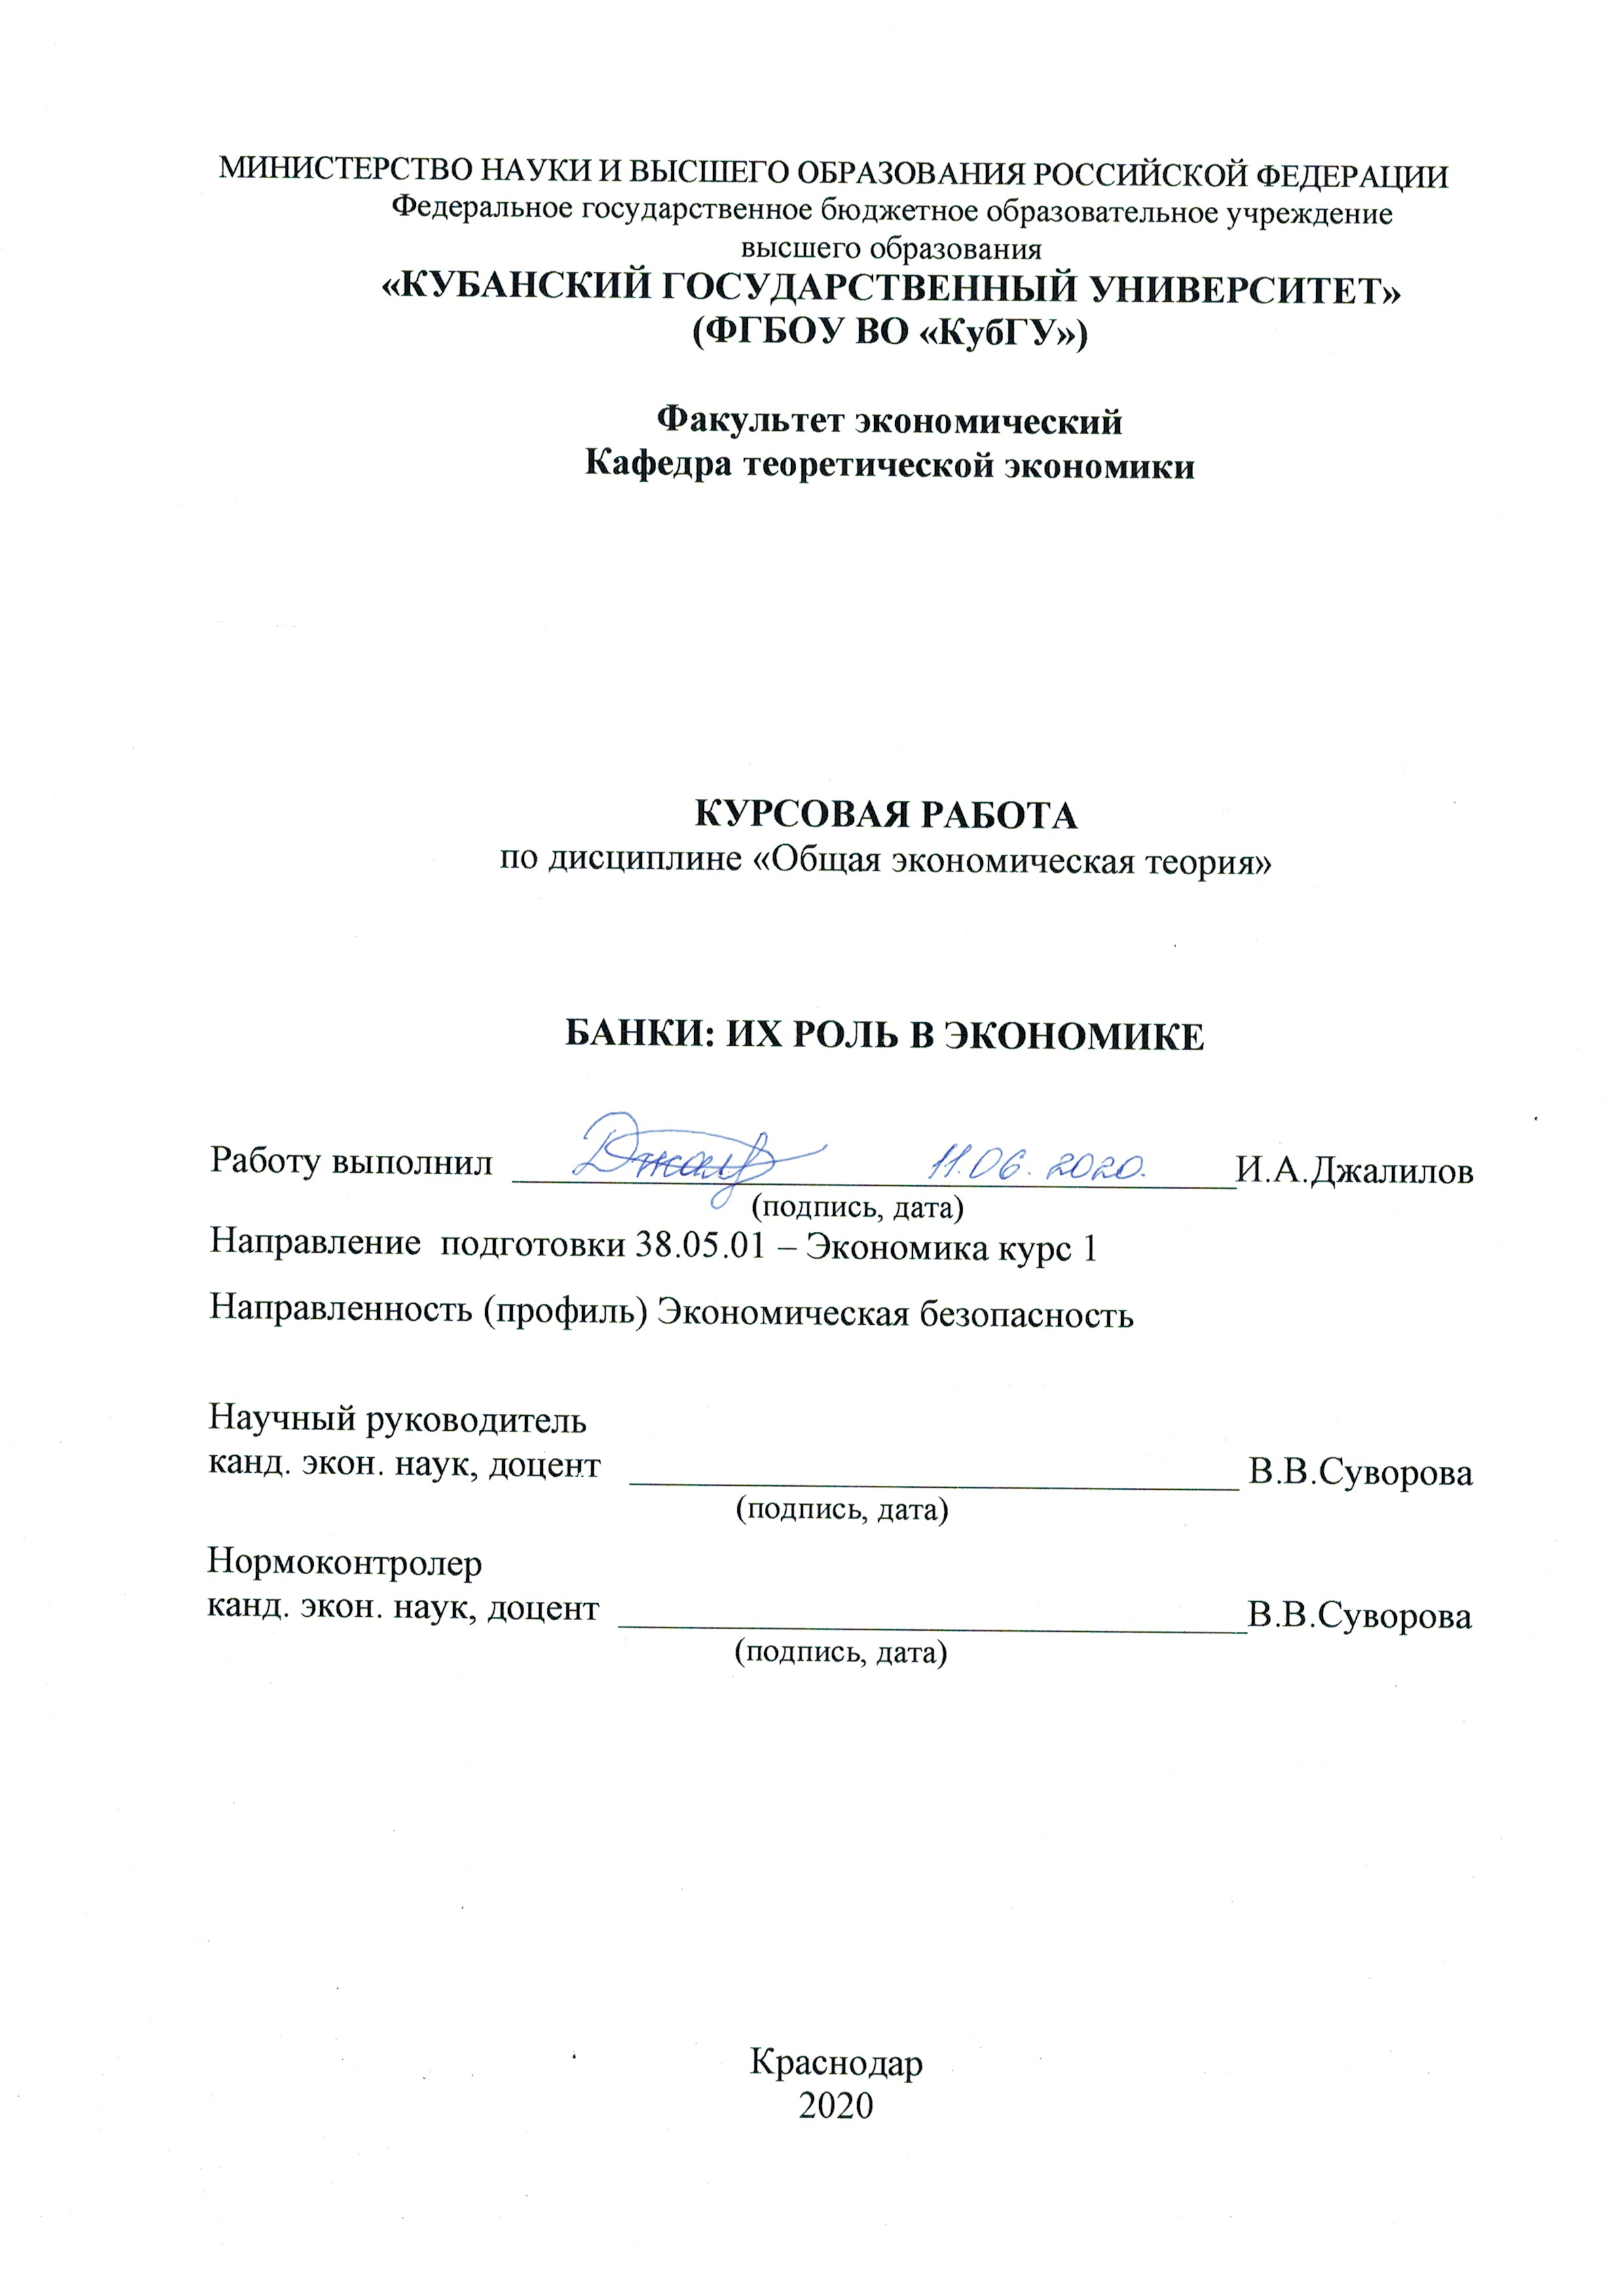 МИНИСТЕРСТВО НАУКИ И ВЫСШЕГО ОБРАЗОВАНИЯ РОССИЙСКОЙ ФЕДЕРАЦИИ
Федеральное государственное бюджетное образовательное учреждение
высшего образования
«КУБАНСКИЙ ГОСУДАРСТВЕННЫЙ УНИВЕРСИТЕТ»
(ФГБОУ ВО «КубГУ»)
Факультет экономический
Кафедра теоретической экономики
КУРСОВАЯ РАБОТА
по дисциплине «Общая экономическая теория»
БАНКИ: ИХ РОЛЬ В ЭКОНОМИКЕ
Работу выполнил 11.06.2020. И.А.Джалилов
(подпись, дата)
Направление подготовки 38.05.01 – Экономика курс 1
Направленность (профиль) Экономическая безопасность
Научный руководитель
канд. экон. наук, доцент В.В.Суворова
(подпись, дата)
Нормоконтролер
канд. экон. наук, доцент В.В.Суворова
(подпись, дата)
Краснодар
2020